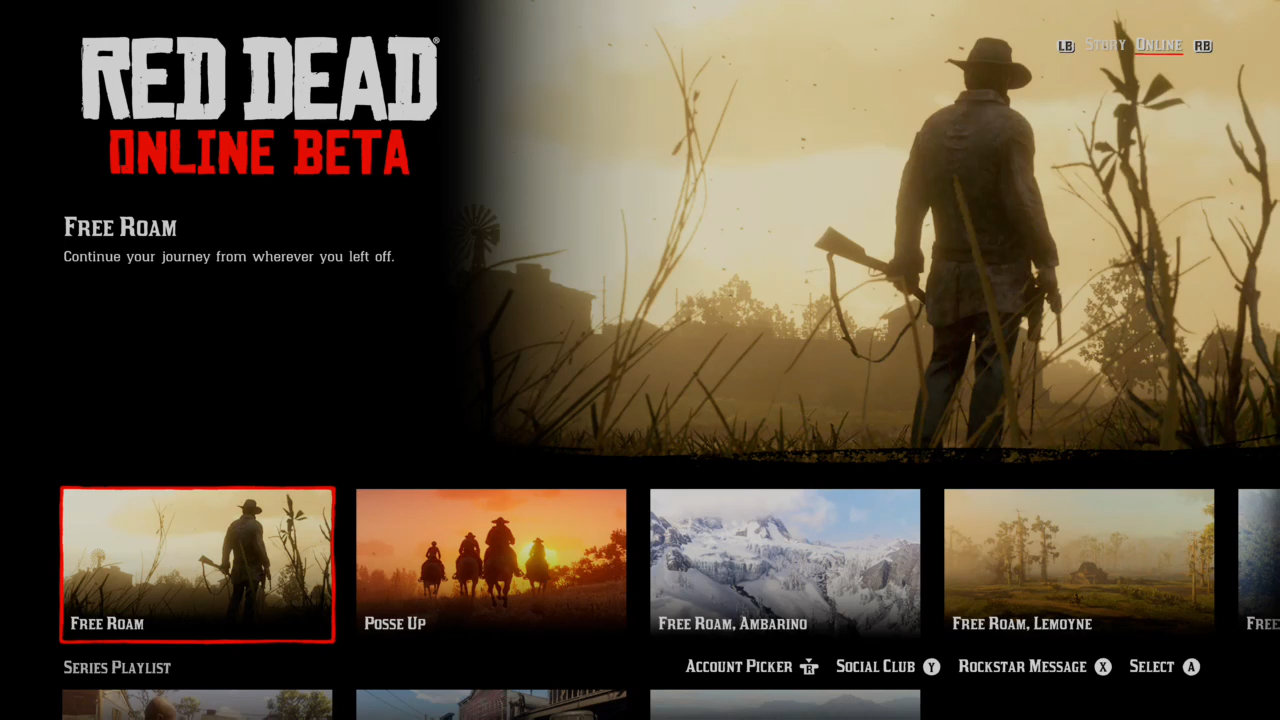 RED DEAD®
ONLINE BETA
LB STORY ONLINE RB
FREE ROAM
Continue your journey from wherever you left off.
FREE ROAM
POSSE UP
FREE ROAM, AMBARINO
FREE ROAM, LEMOYNE
FREE
SERIES PLAYLIST
ACCOUNT PICKER R SOCIAL CLUB Y ROCKSTAR MESSAGE X SELECT A